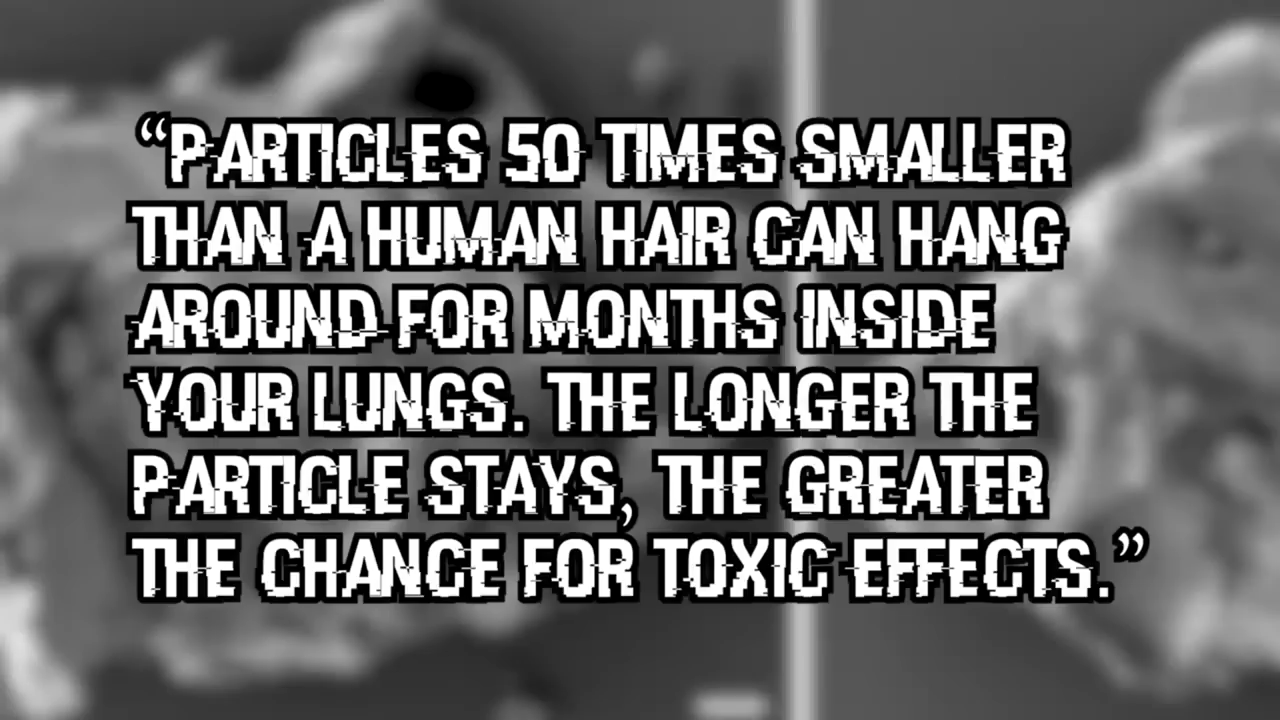 “PARTICLES 50 TIMES SMALLER
THAN A HUMAN HAIR CAN HANG
AROUND FOR MONTHS INSIDE
YOUR LUNGS. THE LONGER THE
PARTICLE STAYS, THE GREATER
THE CHANCE FOR TOXIC EFFECTS.”